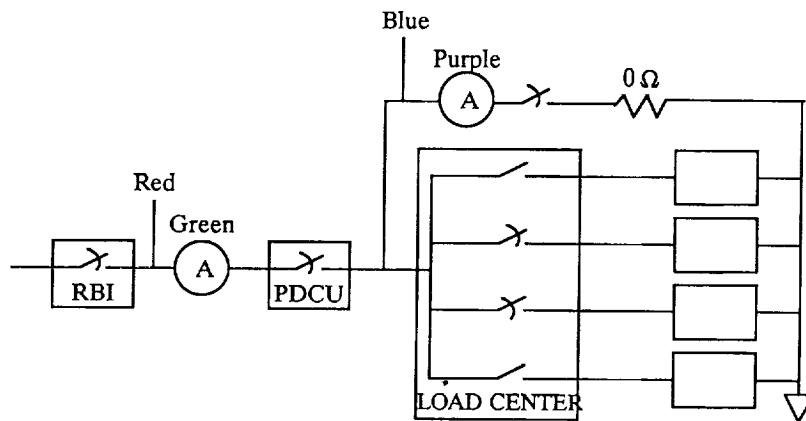 Blue
Purple
A
0 Ω
Red
Green
A
RBI
PDCU
LOAD CENTER